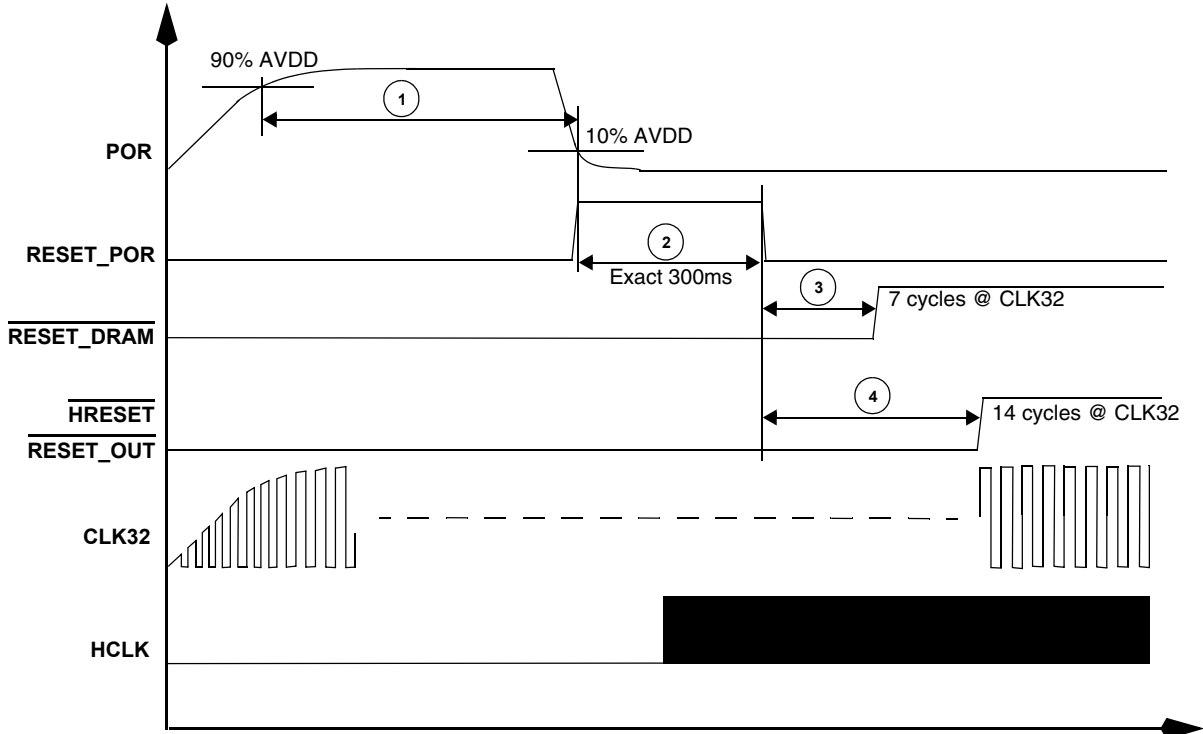 90% AVDD
1
10% AVDD
POR
RESET_POR
2
Exact 300ms
3
7 cycles @ CLK32
RESET_DRAM
4
HRESET
14 cycles @ CLK32
RESET_OUT
CLK32
HCLK